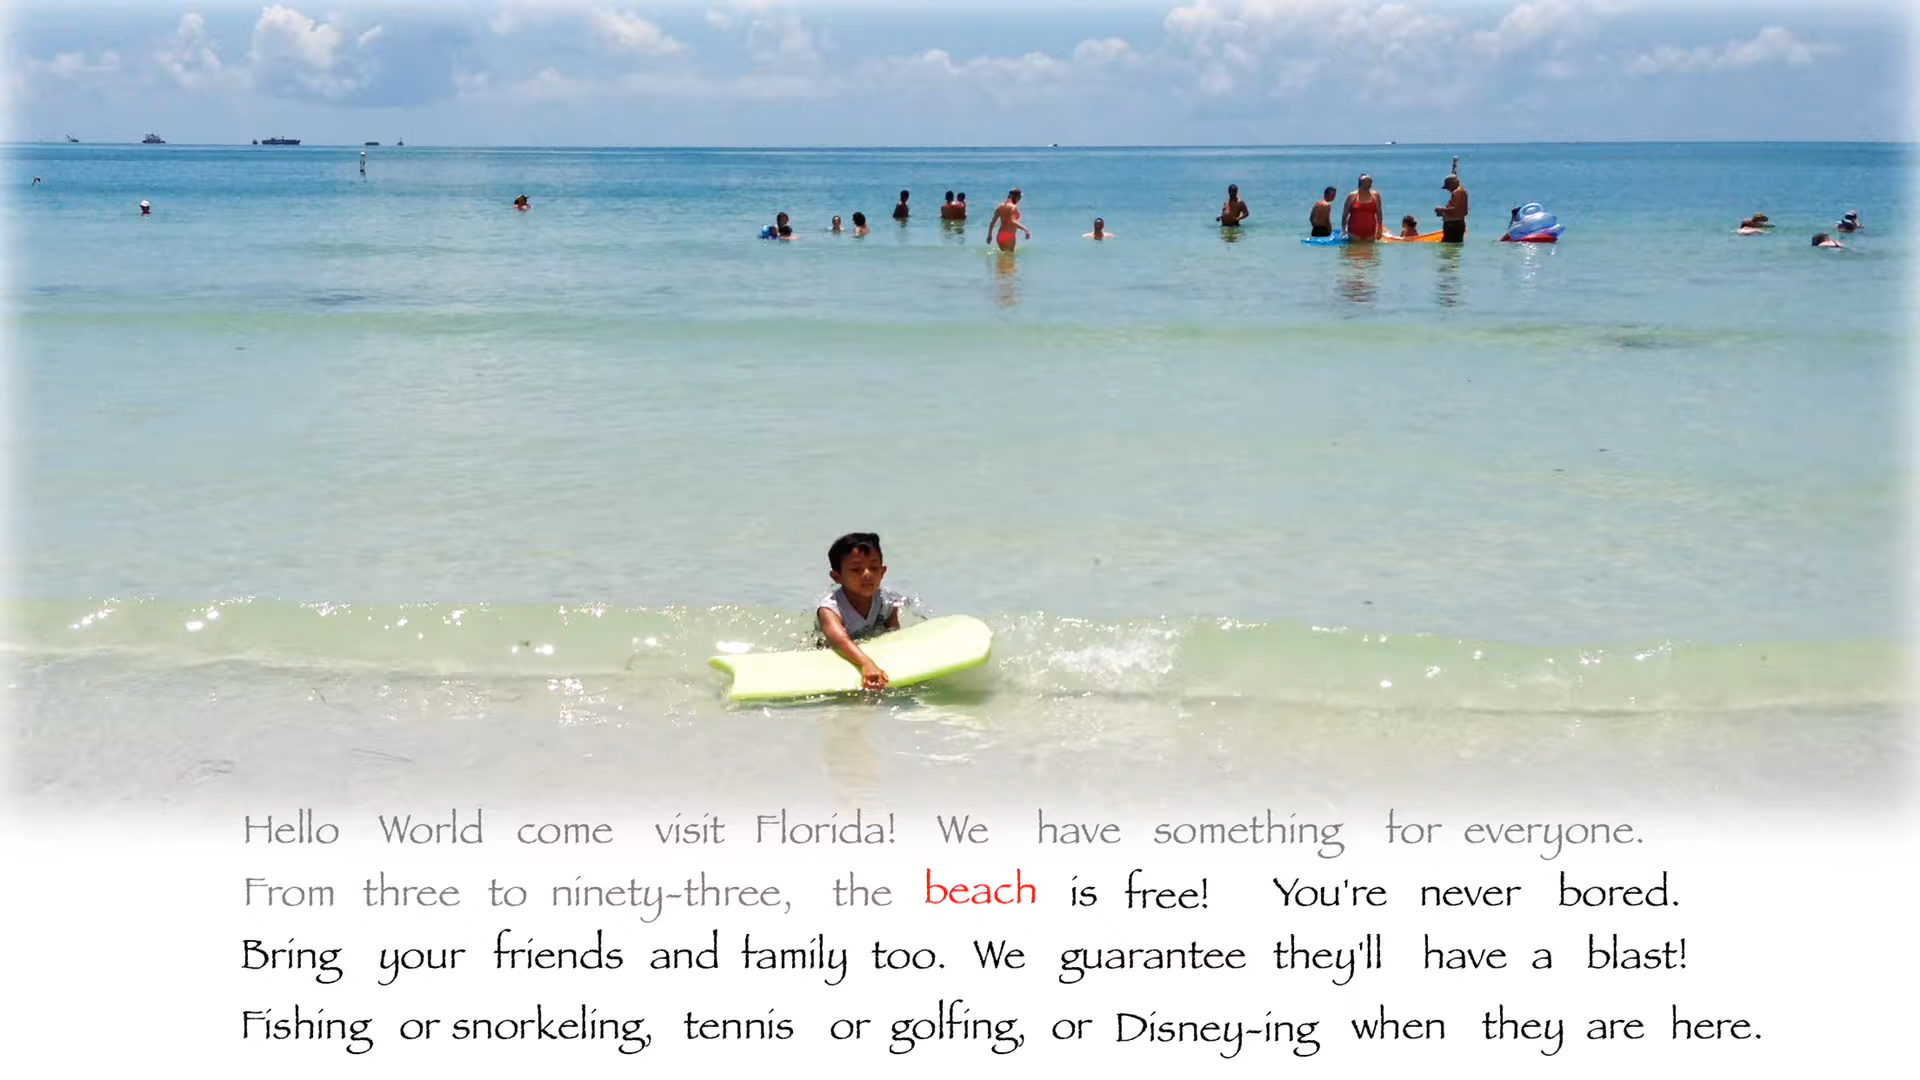 Hello World come visit Florida! We have something for everyone.
From three to ninety-three, the beach is free! You're never bored.
Bring your friends and family too. We guarantee they'll have a blast!
Fishing or snorkeling, tennis or golfing, or Disney-ing when they are here.